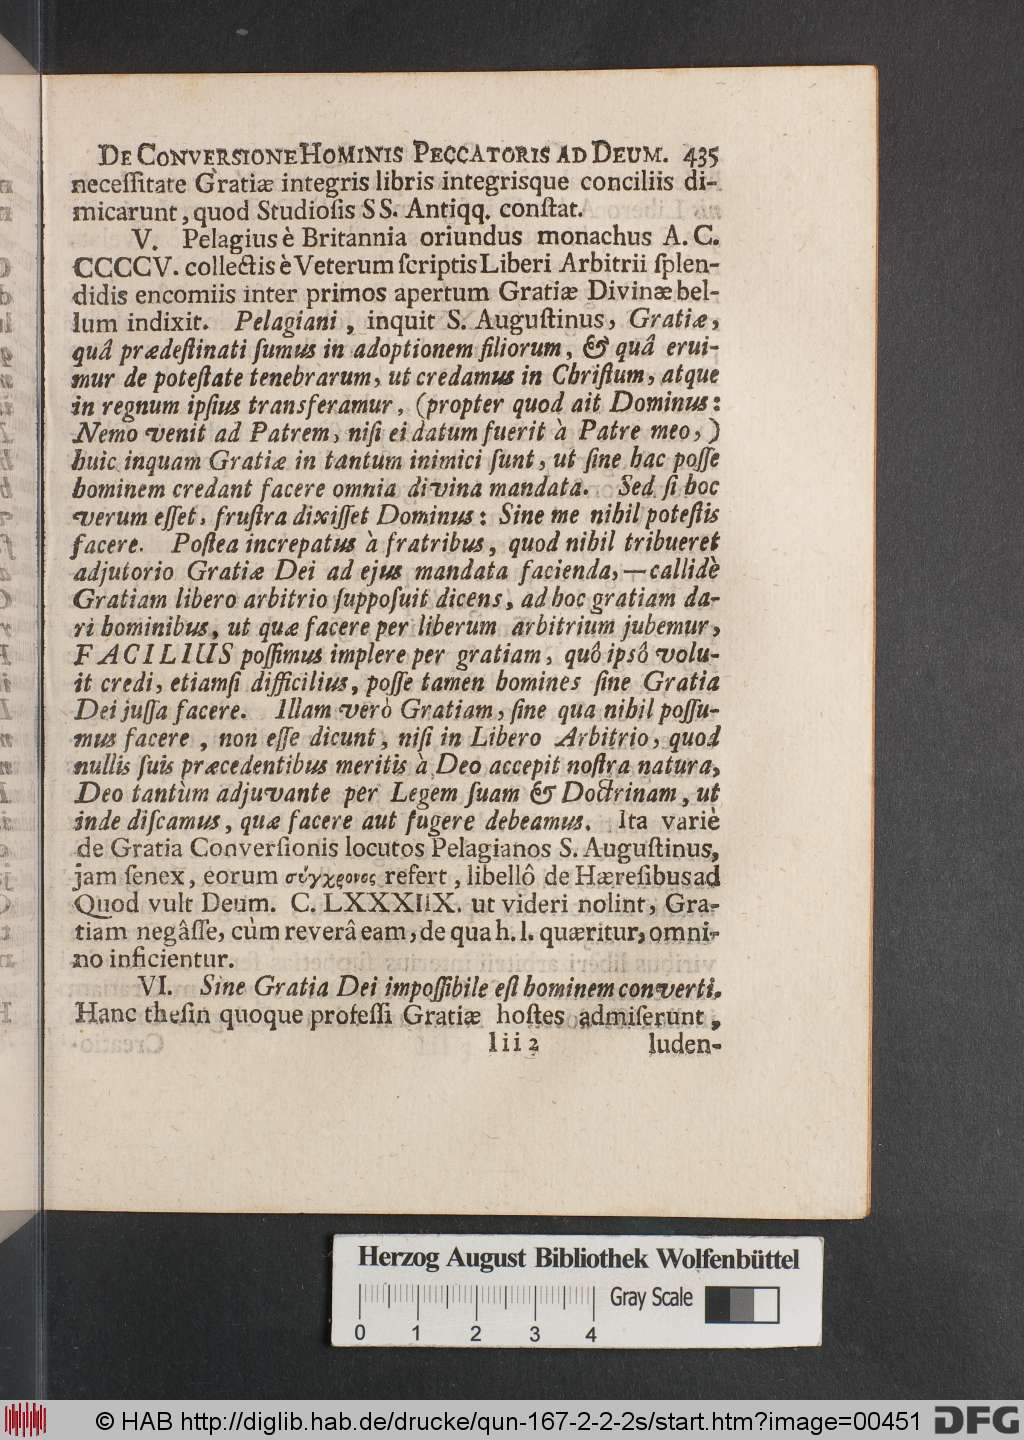 DE CONVERSIONE HOMINIS PECCATORIS AD DEUM. 435
neceſſitate Gratiæ integris libris integrisque conciliis di-
micarunt, quod Studioſis SS. Antiqq. conſtat.
V. Pelagius è Britannia oriundus monachus A. C.
CCCCV. collectis è Veterum ſcriptis Liberi Arbitrii ſplen-
didis encomiis inter primos apertum Gratiæ Divinæ bel-
lum indixit. Pelagiani, inquit S. Auguſtinus, Gratiæ,
quâ prædeſtinati ſumus in adoptionem filiorum, & quâ erui-
mur de poteſtate tenebrarum, ut credamus in Chriſtum, atque
in regnum ipſius transferamur, (propter quod ait Dominus:
Nemo venit ad Patrem, niſi ei datum fuerit à Patre meo,)
huic inquam Gratiæ in tantum inimici ſunt, ut ſine hac poſſe
hominem credant facere omnia divina mandata. Sed ſi hoc
verum eſſet, fruſtra dixiſſet Dominus: Sine me nihil poteſtis
facere. Poſtea increpatus à fratribus, quod nihil tribueret
adjutorio Gratiæ Dei ad ejus mandata facienda, — callidè
Gratiam libero arbitrio ſuppoſuit dicens, ad hoc gratiam da-
ri hominibus, ut quæ facere per liberum arbitrium jubemur,
FACILIUS poſſimus implere per gratiam, quô ipsô volu-
it credi, etiamſi difficilius, poſſe tamen homines ſine Gratia
Dei juſſa facere. Illam verò Gratiam, ſine qua nihil poſſu-
mus facere, non eſſe dicunt, niſi in Libero Arbitrio, quod
nullis ſuis præcedentibus meritis à Deo accepit noſtra natura,
Deo tantùm adjuvante per Legem ſuam & Doctrinam, ut
inde diſcamus, quæ facere aut fugere debeamus. Ita variè
de Gratia Converſionis locutos Pelagianos S. Auguſtinus,
jam ſenex, eorum σύγχρονος refert, libellô de Hæreſibus ad
Quod vult Deum. C. LXXXIIX. ut videri nolint, Gra-
tiam negâſſe, cùm reverâ eam, de qua h. l. quæritur, omni-
no inficientur.
VI. Sine Gratia Dei impoſſibile eſt hominem converti.
Hanc theſin quoque profeſſi Gratiæ hoſtes admiſerunt,
Iii 2 luden-
Herzog August Bibliothek Wolfenbüttel
Gray Scale
0 1 2 3 4
© HAB http://diglib.hab.de/drucke/qun-167-2-2-2s/start.htm?image=00451
DFG